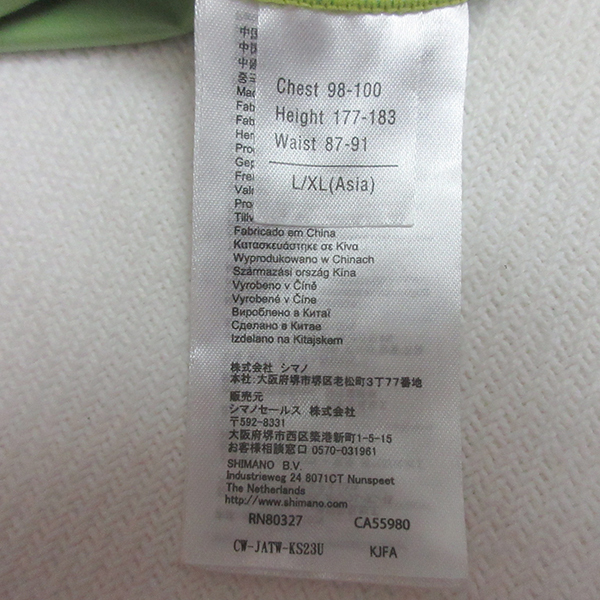 Chest 98-100
Height 177-183
Waist 87-91
L/XL(Asia)
Fabricado em China
Κατασκευάστηκε σε Κίνα
Wyprodukowano w Chinach
Származási ország Kína
Vyrobeno v Číně
Vyrobené v Číne
Вироблено в Китаї
Сделано в Китае
Izdelano na Kitajskem
株式会社 シマノ
本社:大阪府堺市堺区老松町3丁77番地
販売元
シマノセールス 株式会社
〒592-8331
大阪府堺市西区築港新町1-5-15
お客様相談窓口 0570-031961
SHIMANO B.V.
Industrieweg 24 8071CT Nunspeet
The Netherlands
http://www.shimano.com
RN80327 CA55980
CW-JATW-KS23U KJFA